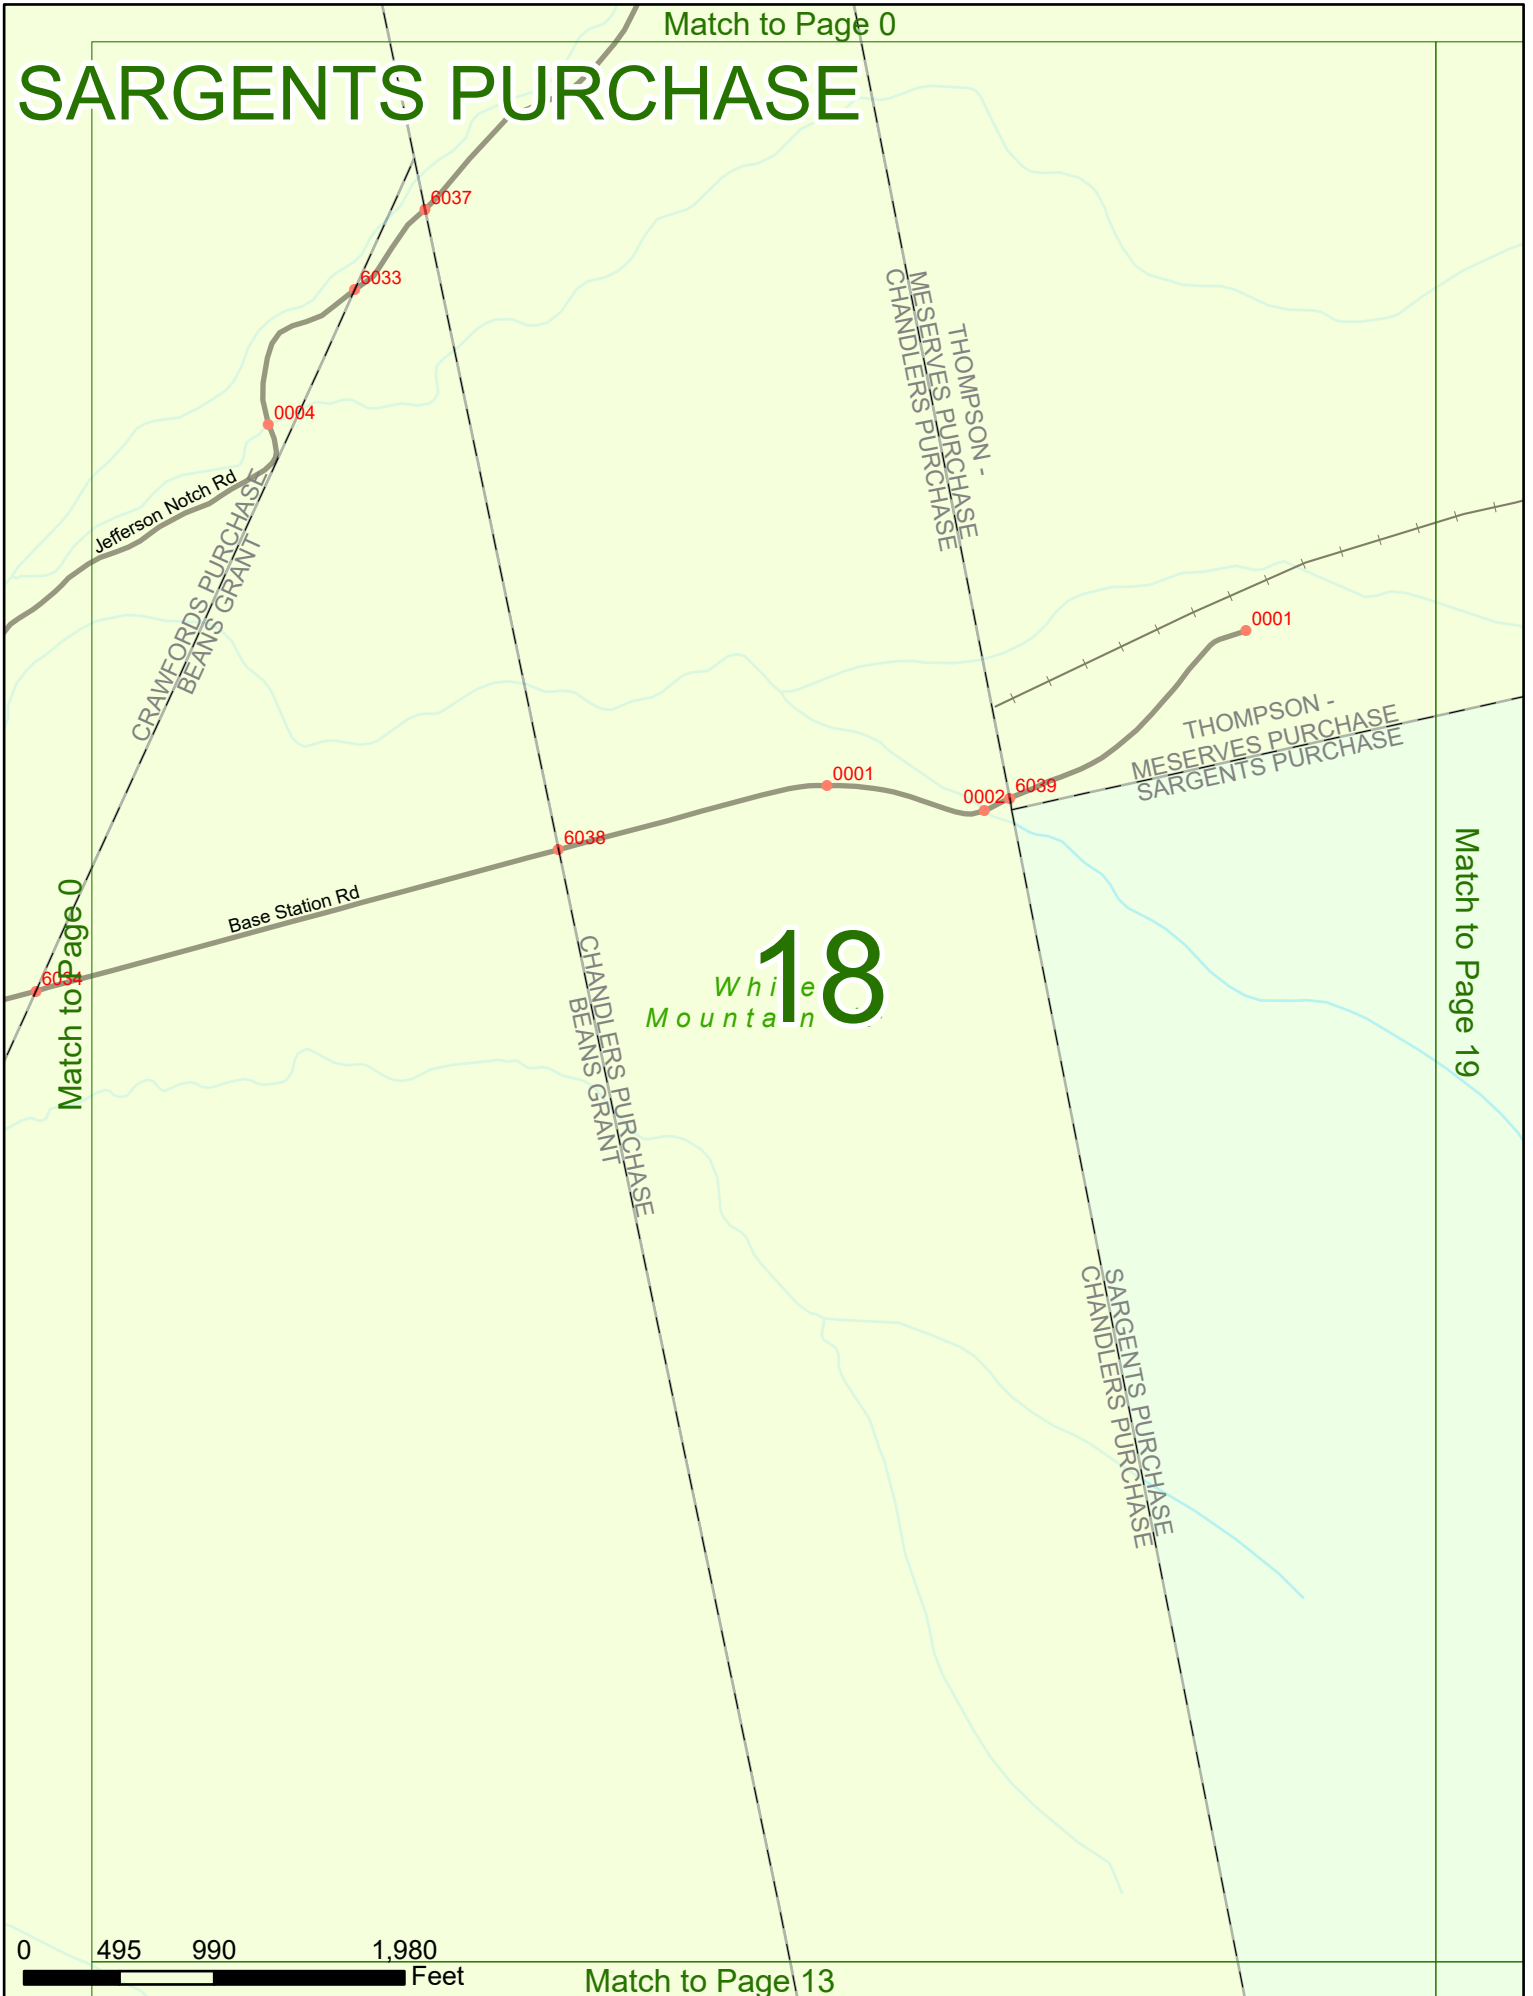 Match to Page 0
SARGENTS PURCHASE
6037
6033
0004
Jefferson Notch Rd
CRAWFORDS PURCHASE
BEANS GRANT
THOMPSON -
MESERVES PURCHASE
CHANDLERS PURCHASE
0001
THOMPSON -
MESERVES PURCHASE
SARGENTS PURCHASE
0001
0002
6039
6038
Base Station Rd
6034
Match to Page 0
Match to Page 19
18
White
Mountain
CHANDLERS PURCHASE
BEANS GRANT
SARGENTS PURCHASE
CHANDLERS PURCHASE
0 495 990 1,980
Feet
Match to Page 13